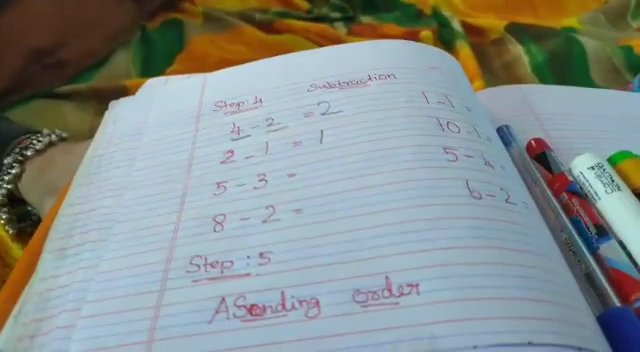 Step:4 Subtraction
4-2 = 2
2-1 = 1
5-3 =
8-2 =
1-1 =
10-1 =
5-4
6-2 =
Step:5
ASending order